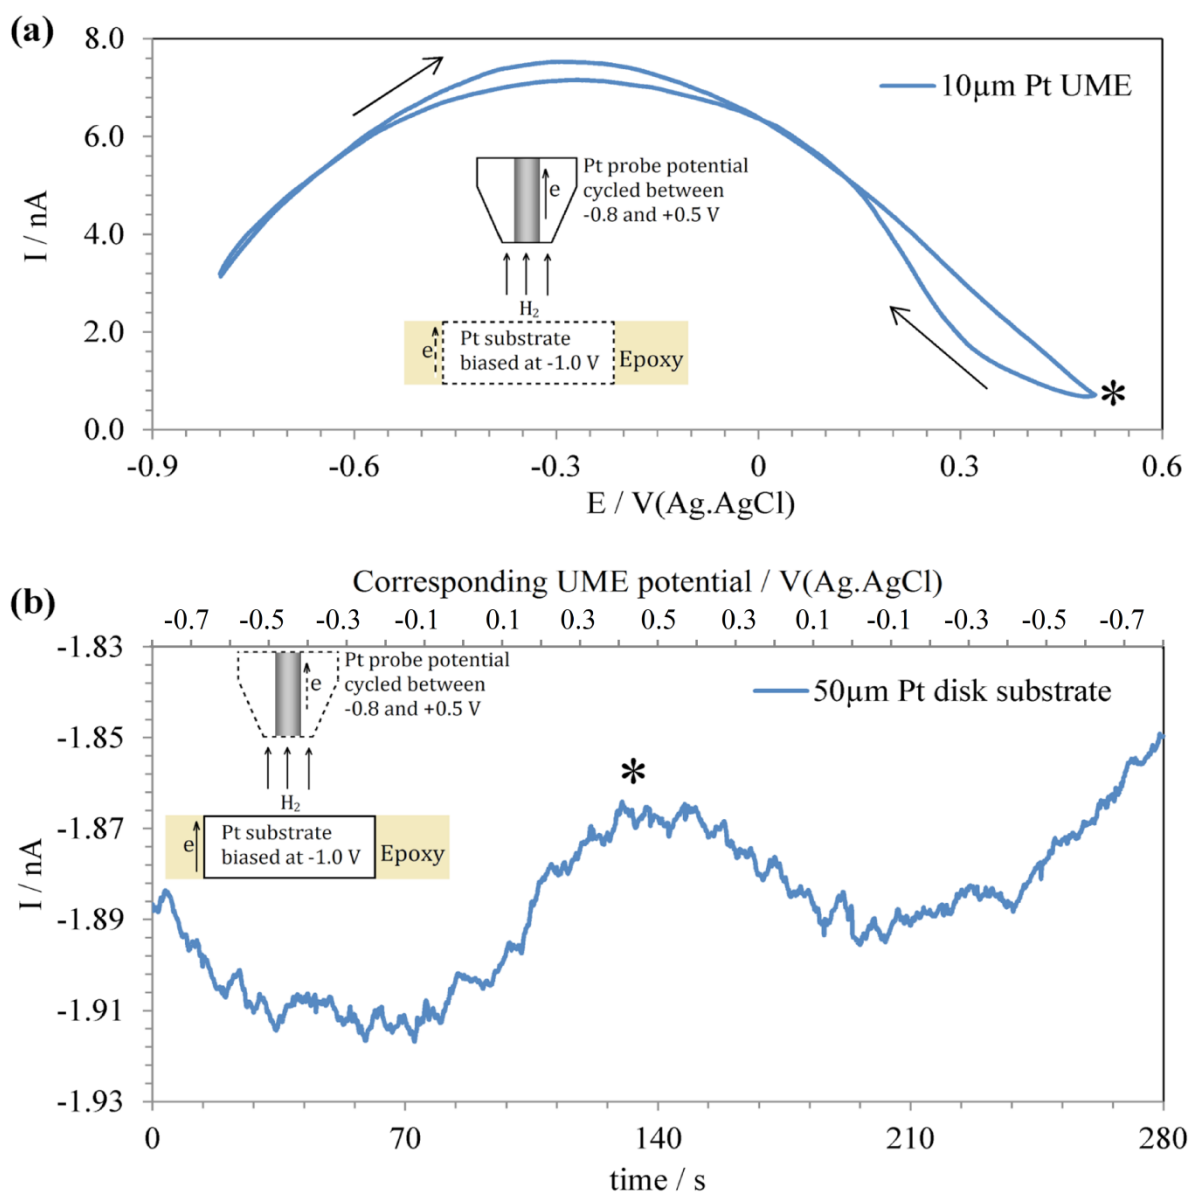 (a)
8.0
6.0
4.0
2.0
0.0
I / nA
10µm Pt UME
Pt probe potential
cycled between
-0.8 and +0.5 V
e
H₂
Pt substrate
biased at -1.0 V
e
Epoxy
*
-0.9 -0.6 -0.3 0 0.3 0.6
E / V(Ag.AgCl)
(b)
Corresponding UME potential / V(Ag.AgCl)
-0.7 -0.5 -0.3 -0.1 0.1 0.3 0.5 0.3 0.1 -0.1 -0.3 -0.5 -0.7
-1.83
-1.85
-1.87
-1.89
-1.91
-1.93
I / nA
50µm Pt disk substrate
Pt probe potential
cycled between
-0.8 and +0.5 V
e
H₂
Pt substrate
biased at -1.0 V
e
Epoxy
*
0 70 140 210 280
time / s